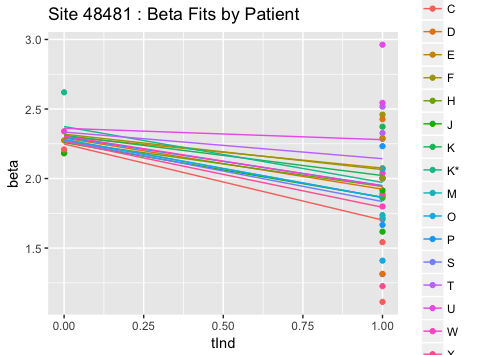 Site 48481 : Beta Fits by Patient
3.0
2.5
2.0
1.5
beta
0.00
0.25
0.50
0.75
1.00
tInd
C
D
E
F
H
J
K
K*
M
O
P
S
T
U
W